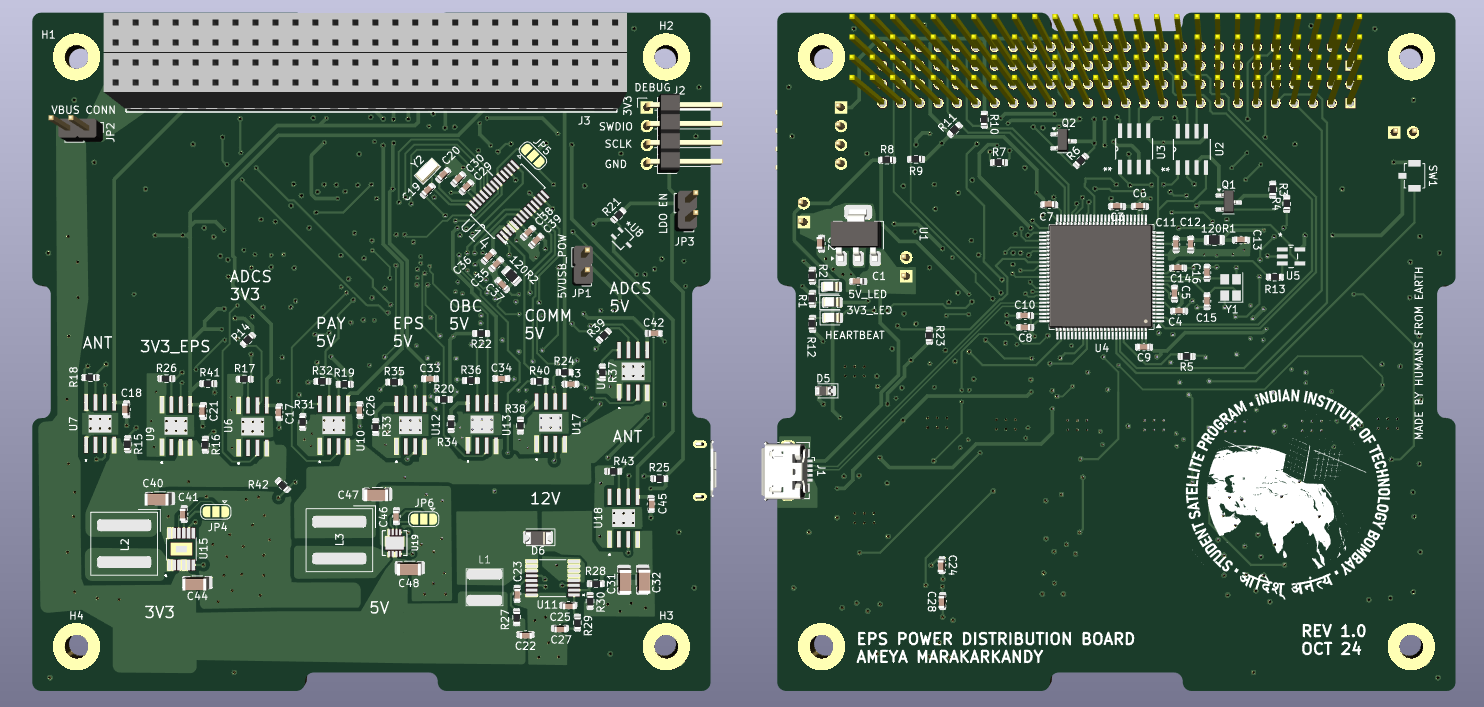 H1
H2
DEBUG
J2
VBUS CONN
JP2
J3
3V3
SWDIO
SCLK
GND
JP5
Y2
C20
C30
C29
C19
U14
C38
C39
R21
U8
LDO EN
JP3
C36
C35
C37
120R2
5VUSB_POW
JP1
ADCS
3V3
ADCS
5V
OBC
5V
PAY
5V
EPS
5V
COMM
5V
ANT
3V3_EPS
R14
R22
R39
C42
R18
R26
R41
R17
R32
R19
R35
C33
R36
C34
R40
R24
R37
C18
C21
C17
C26
R20
R31
R33
R34
R38
U7
U9
U6
U10
U12
U13
U17
R15
R16
ANT
R43
R25
R42
C40
C41
JP4
C47
C46
JP6
12V
U18
C45
L2
U15
L3
U19
D6
C44
C48
L1
C23
R28
C31
C32
U11
R30
C25
R27
R29
C22
C27
3V3
5V
H4
H3
R11
R10
Q2
R8
R9
R7
R6
U3
U2
**
**
SW1
Q1
R3
R4
C7
C6
C11
C12
120R1
C13
U1
C1
R2
R1
5V_LED
3V3_LED
HEARTBEAT
R12
C10
C8
R23
C14
C16
C5
C4
C15
Y1
U5
R13
U4
C9
R5
D5
J1
C24
C28
MADE BY HUMANS FROM EARTH
STUDENT SATELLITE PROGRAM • INDIAN INSTITUTE OF TECHNOLOGY BOMBAY •
आदिश् अनंत्य •
EPS POWER DISTRIBUTION BOARD
AMEYA MARAKARKANDY
REV 1.0
OCT 24